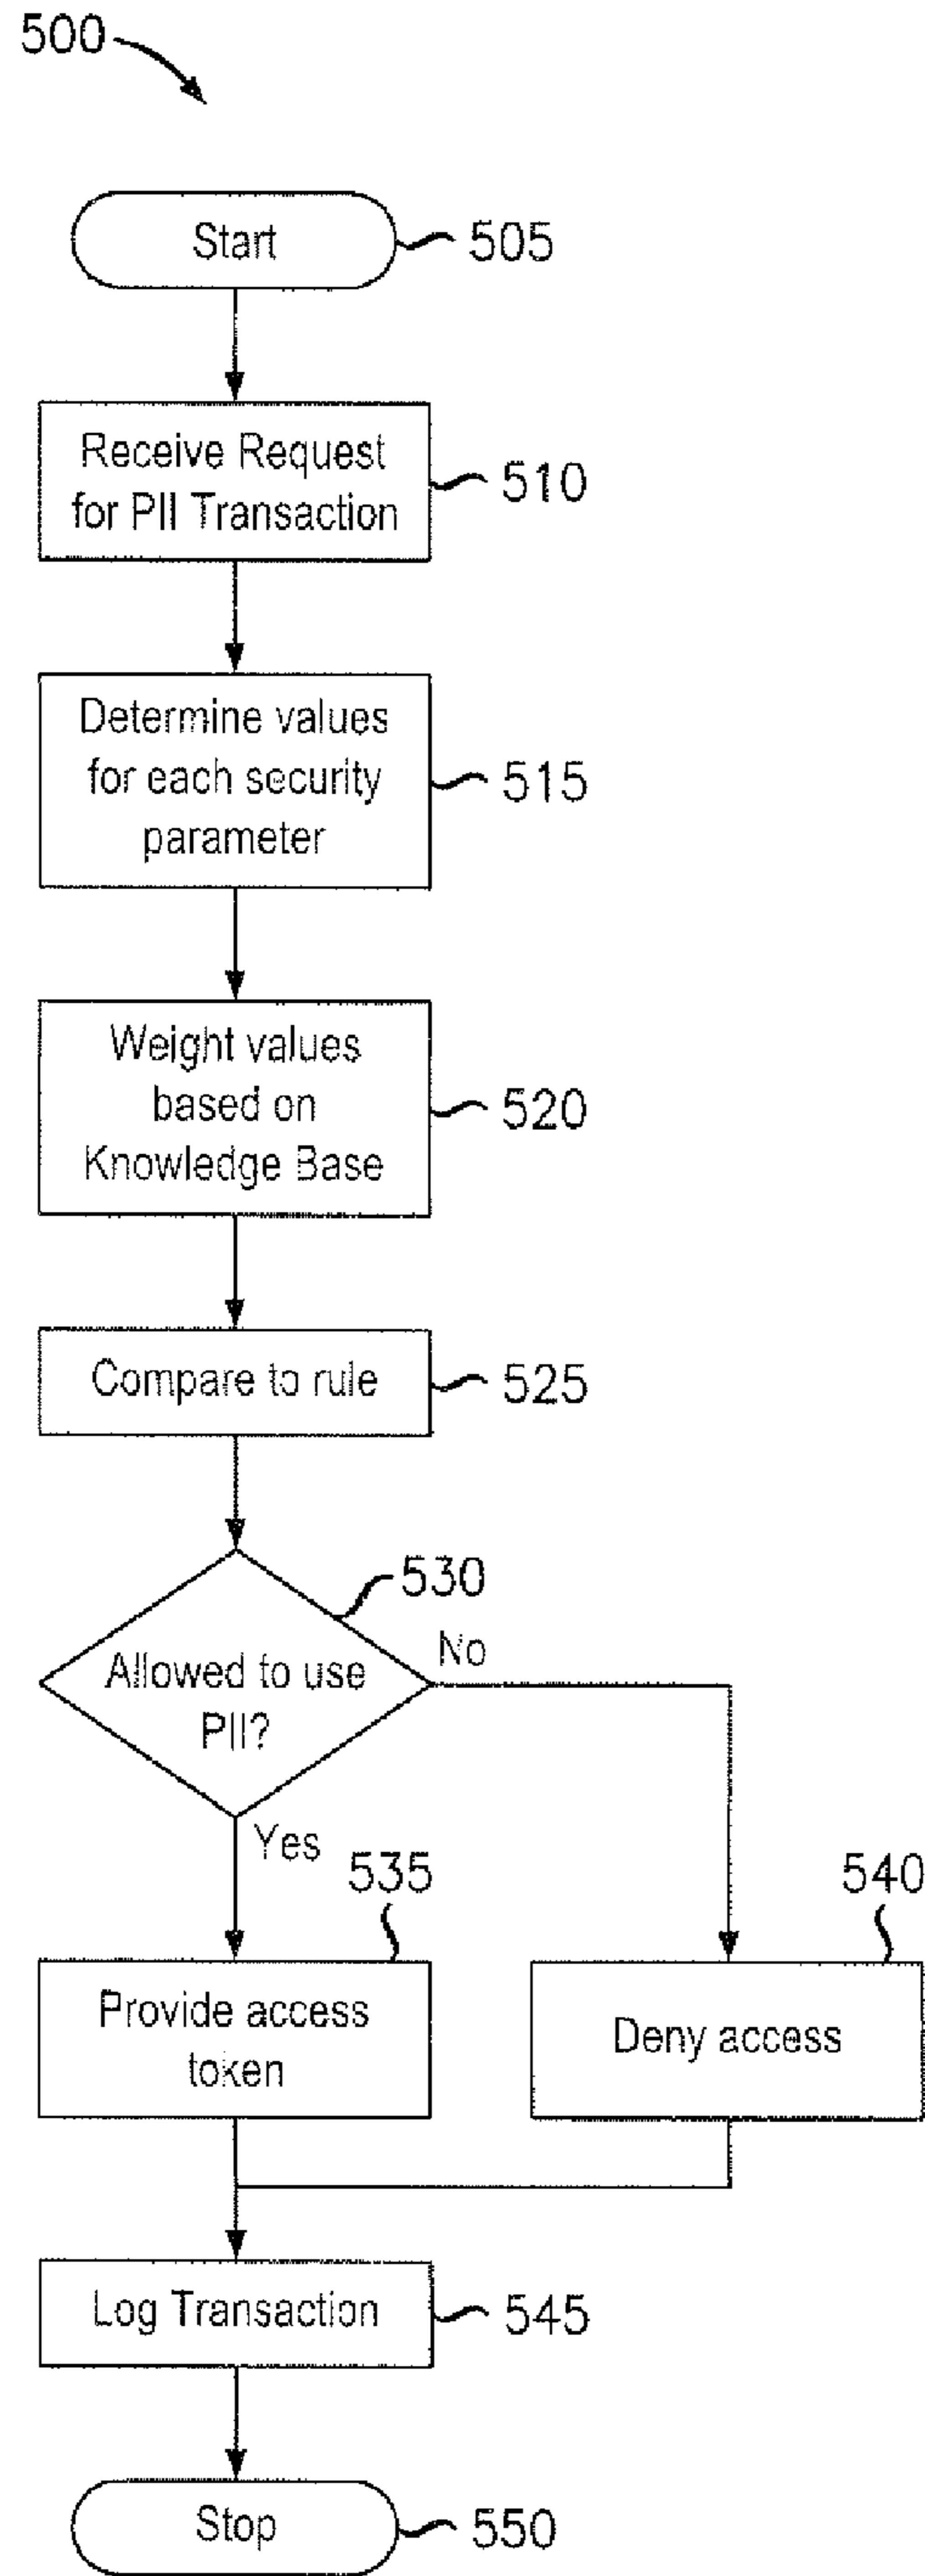 500
Start
505
Receive Request
for PII Transaction
510
Determine values
for each security
parameter
515
Weight values
based on
Knowledge Base
520
Compare to rule
525
530
Allowed to use
PII?
No
Yes
535
540
Provide access
token
Deny access
Log Transaction
545
Stop
550